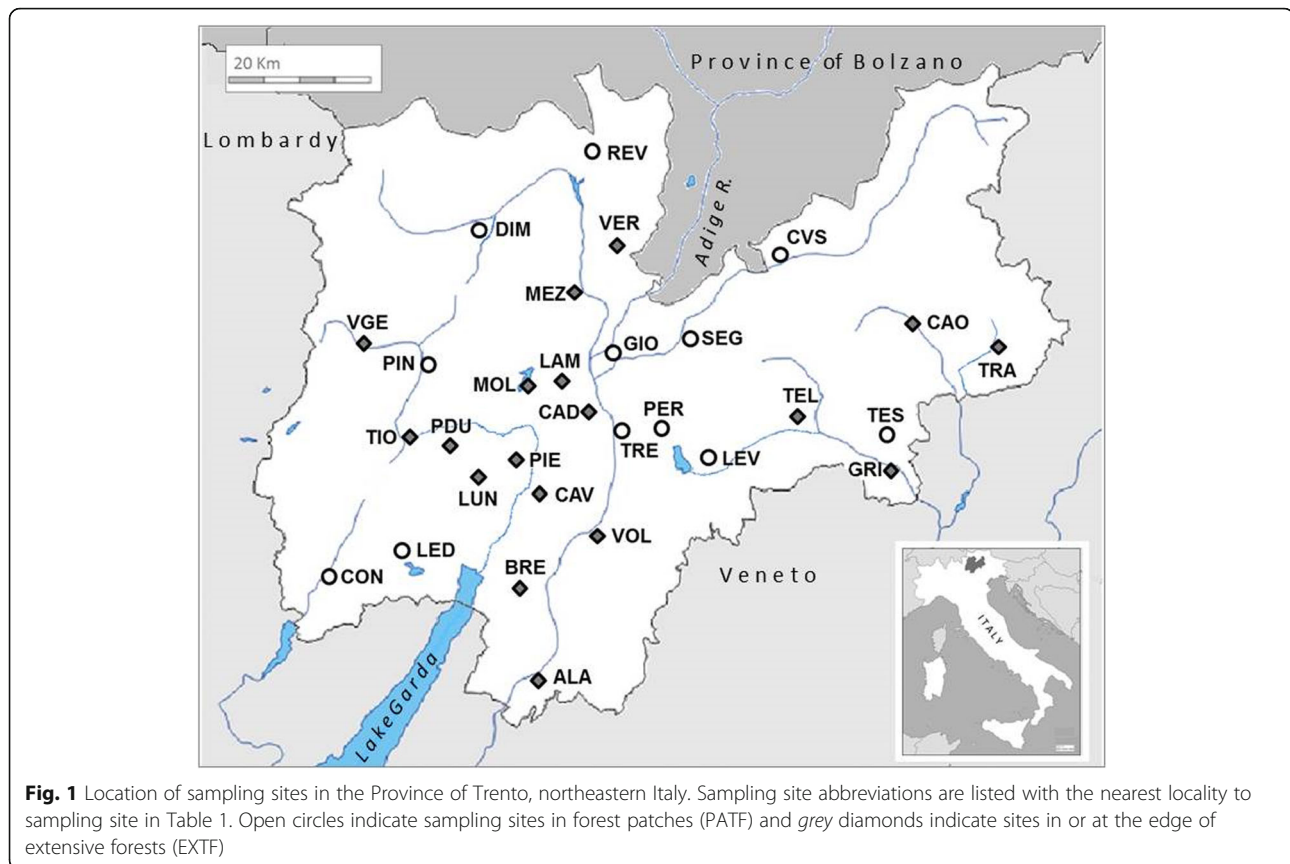 20 Km
Province of Bolzano
Lombardy
REV
Adige R.
VER
DIM
CVS
MEZ
VGE
CAO
GIO
SEG
PIN
LAM
TRA
MOL
CAD
PER
TEL
TES
TIO
PDU
TRE
LEV
PIE
GRI
LUN
CAV
VOL
LED
BRE
CON
Veneto
ITALY
ALA
Lake Garda
Fig. 1 Location of sampling sites in the Province of Trento, northeastern Italy. Sampling site abbreviations are listed with the nearest locality to
sampling site in Table 1. Open circles indicate sampling sites in forest patches (PATF) and grey diamonds indicate sites in or at the edge of
extensive forests (EXTF)